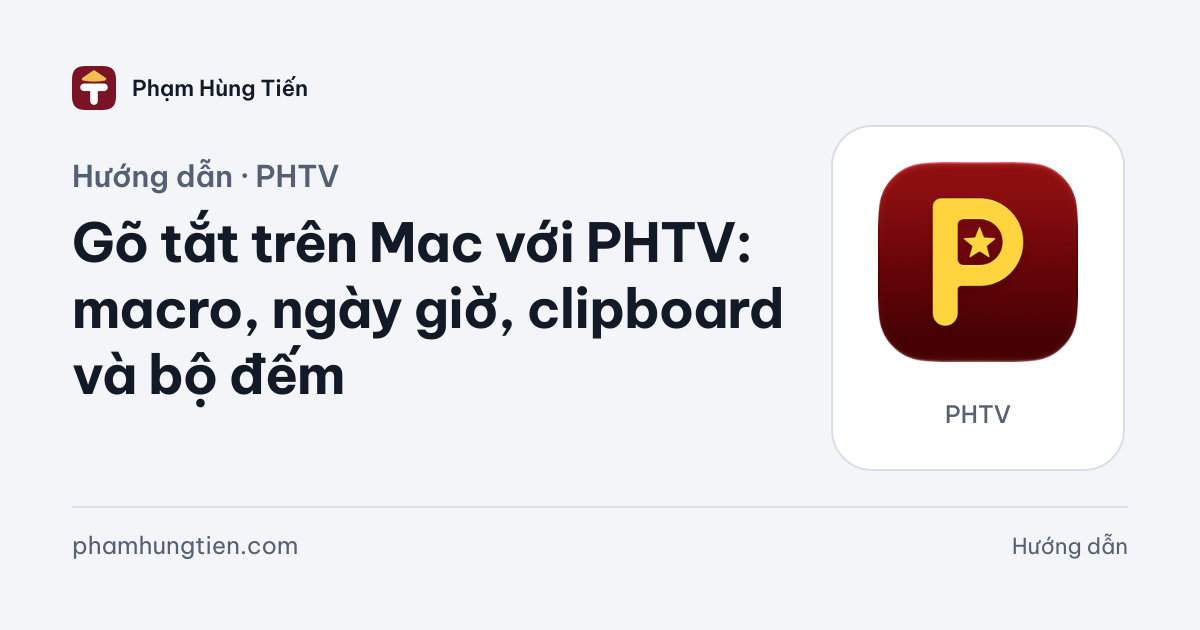 Phạm Hùng Tiến
Hướng dẫn · PHTV
Gõ tắt trên Mac với PHTV:
macro, ngày giờ, clipboard
và bộ đếm
P
PHTV
phamhungtien.com
Hướng dẫn